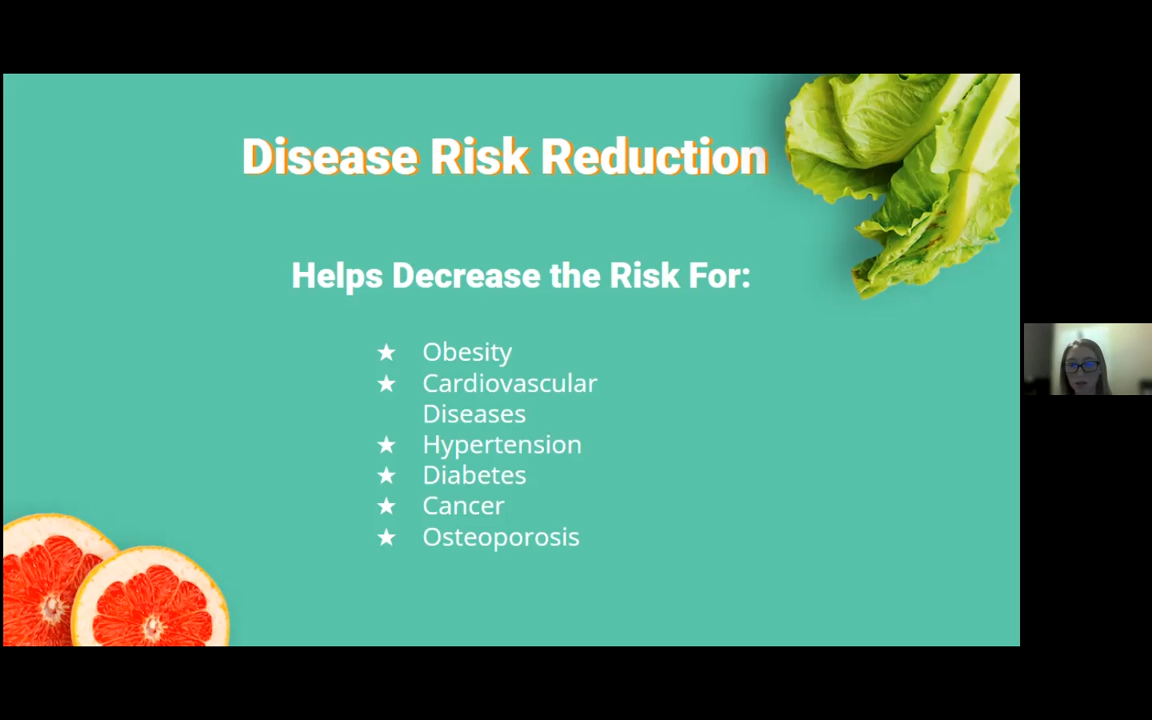 Disease Risk Reduction
Helps Decrease the Risk For:
★ Obesity
★ Cardiovascular
Diseases
★ Hypertension
★ Diabetes
★ Cancer
★ Osteoporosis